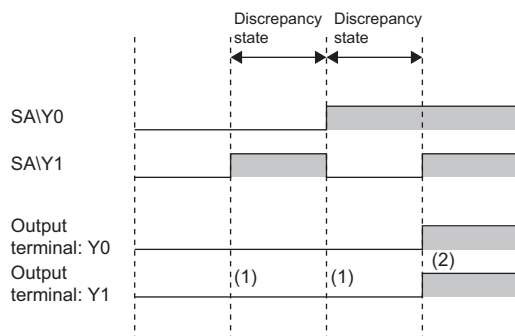 Discrepancy
state
Discrepancy
state
SA\Y0
SA\Y1
Output
terminal: Y0
Output
terminal: Y1
(1)
(1)
(2)